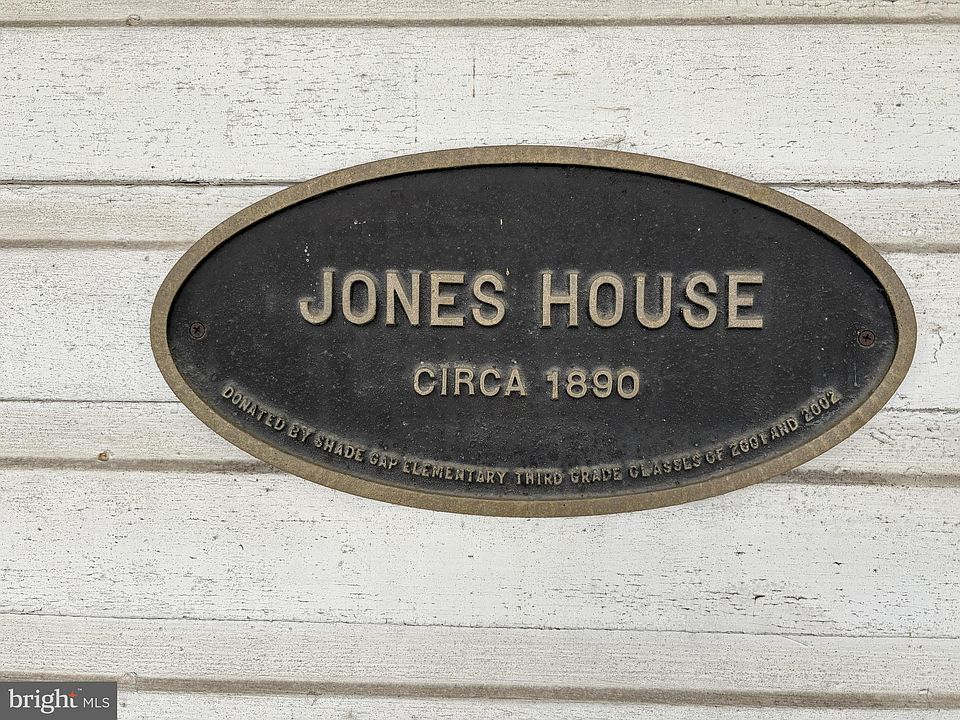 JONES HOUSE
CIRCA 1890
DONATED BY SHADE GAP ELEMENTARY THIRD GRADE CLASSES OF 2001 AND 2002
bright MLS